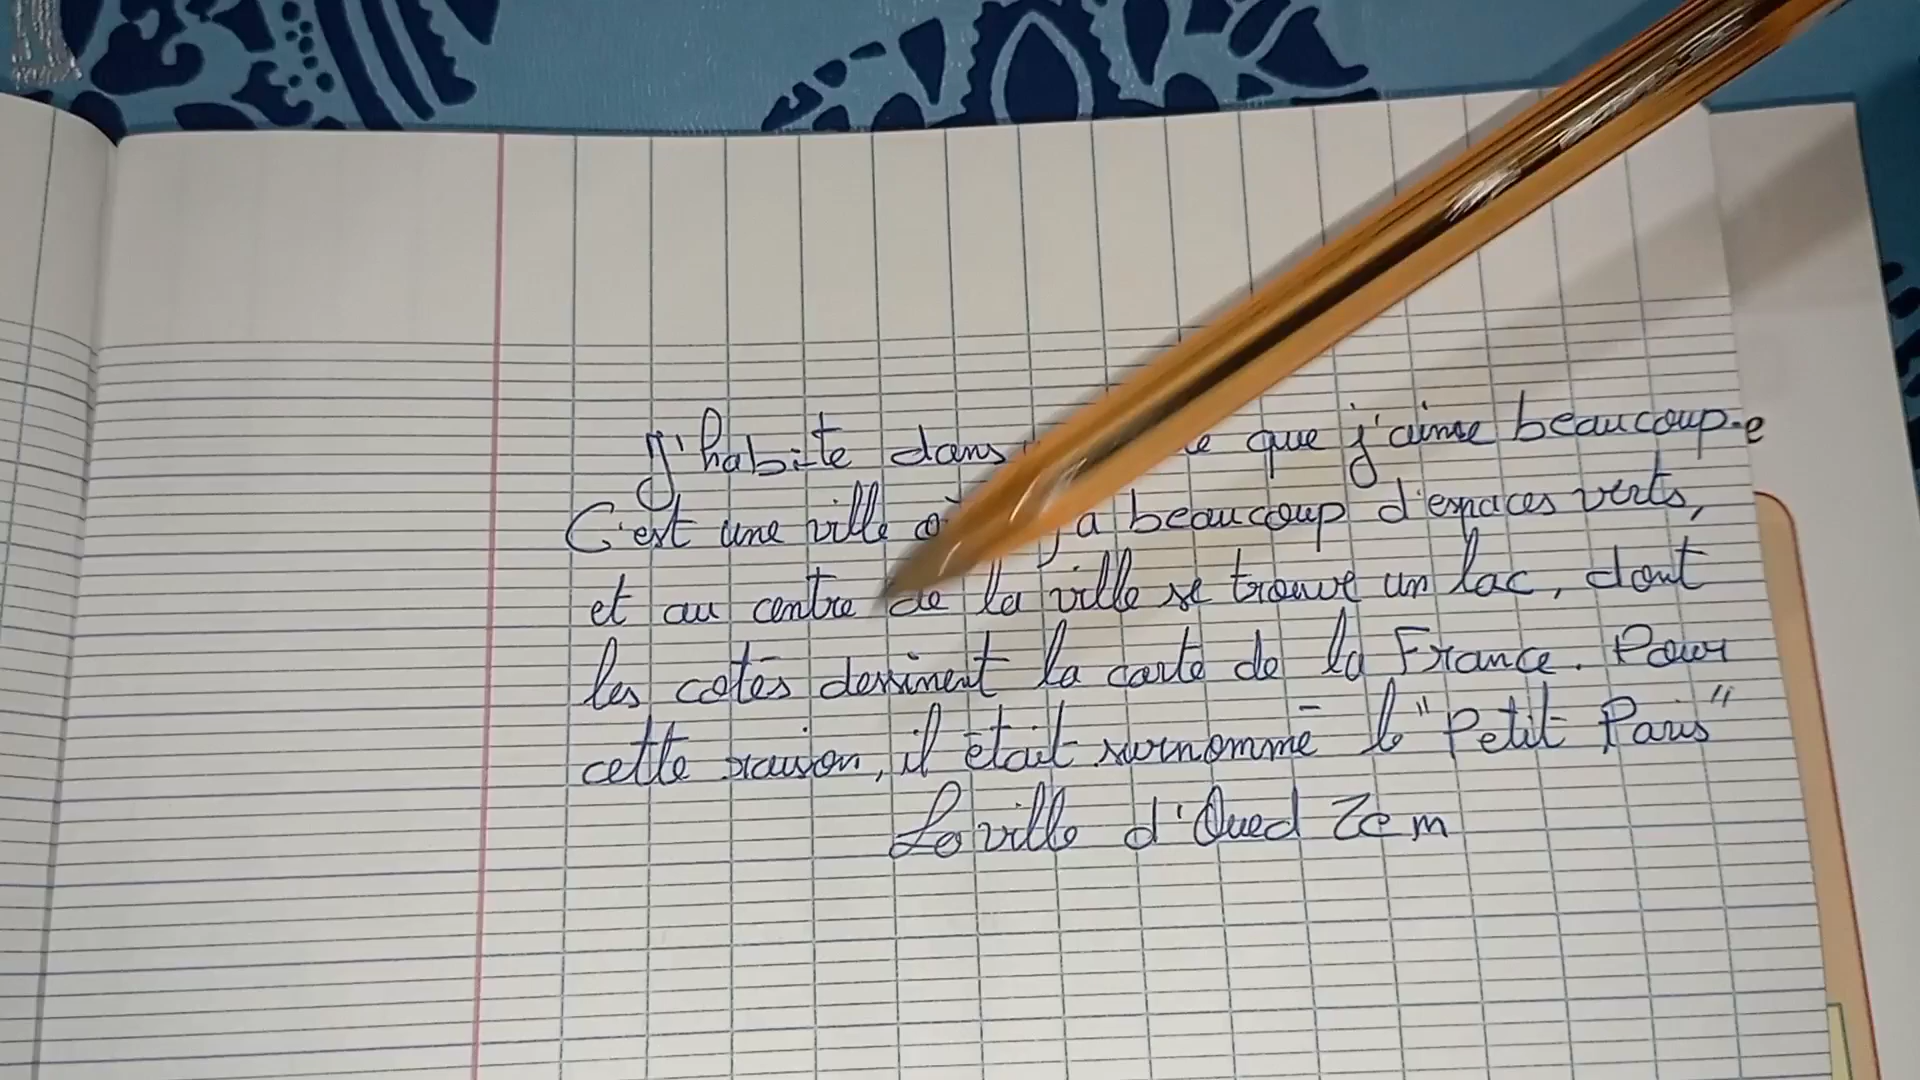 J'habite dans que j'aime beaucoup.
C'est une ville a beaucoup d'espaces verts,
et au centre de la ville se trouve un lac, dont
les cotés dessinent la carte de la France. Pour
cette raison, il était surnommé le "Petit Paris"
La ville d'Oued Zem